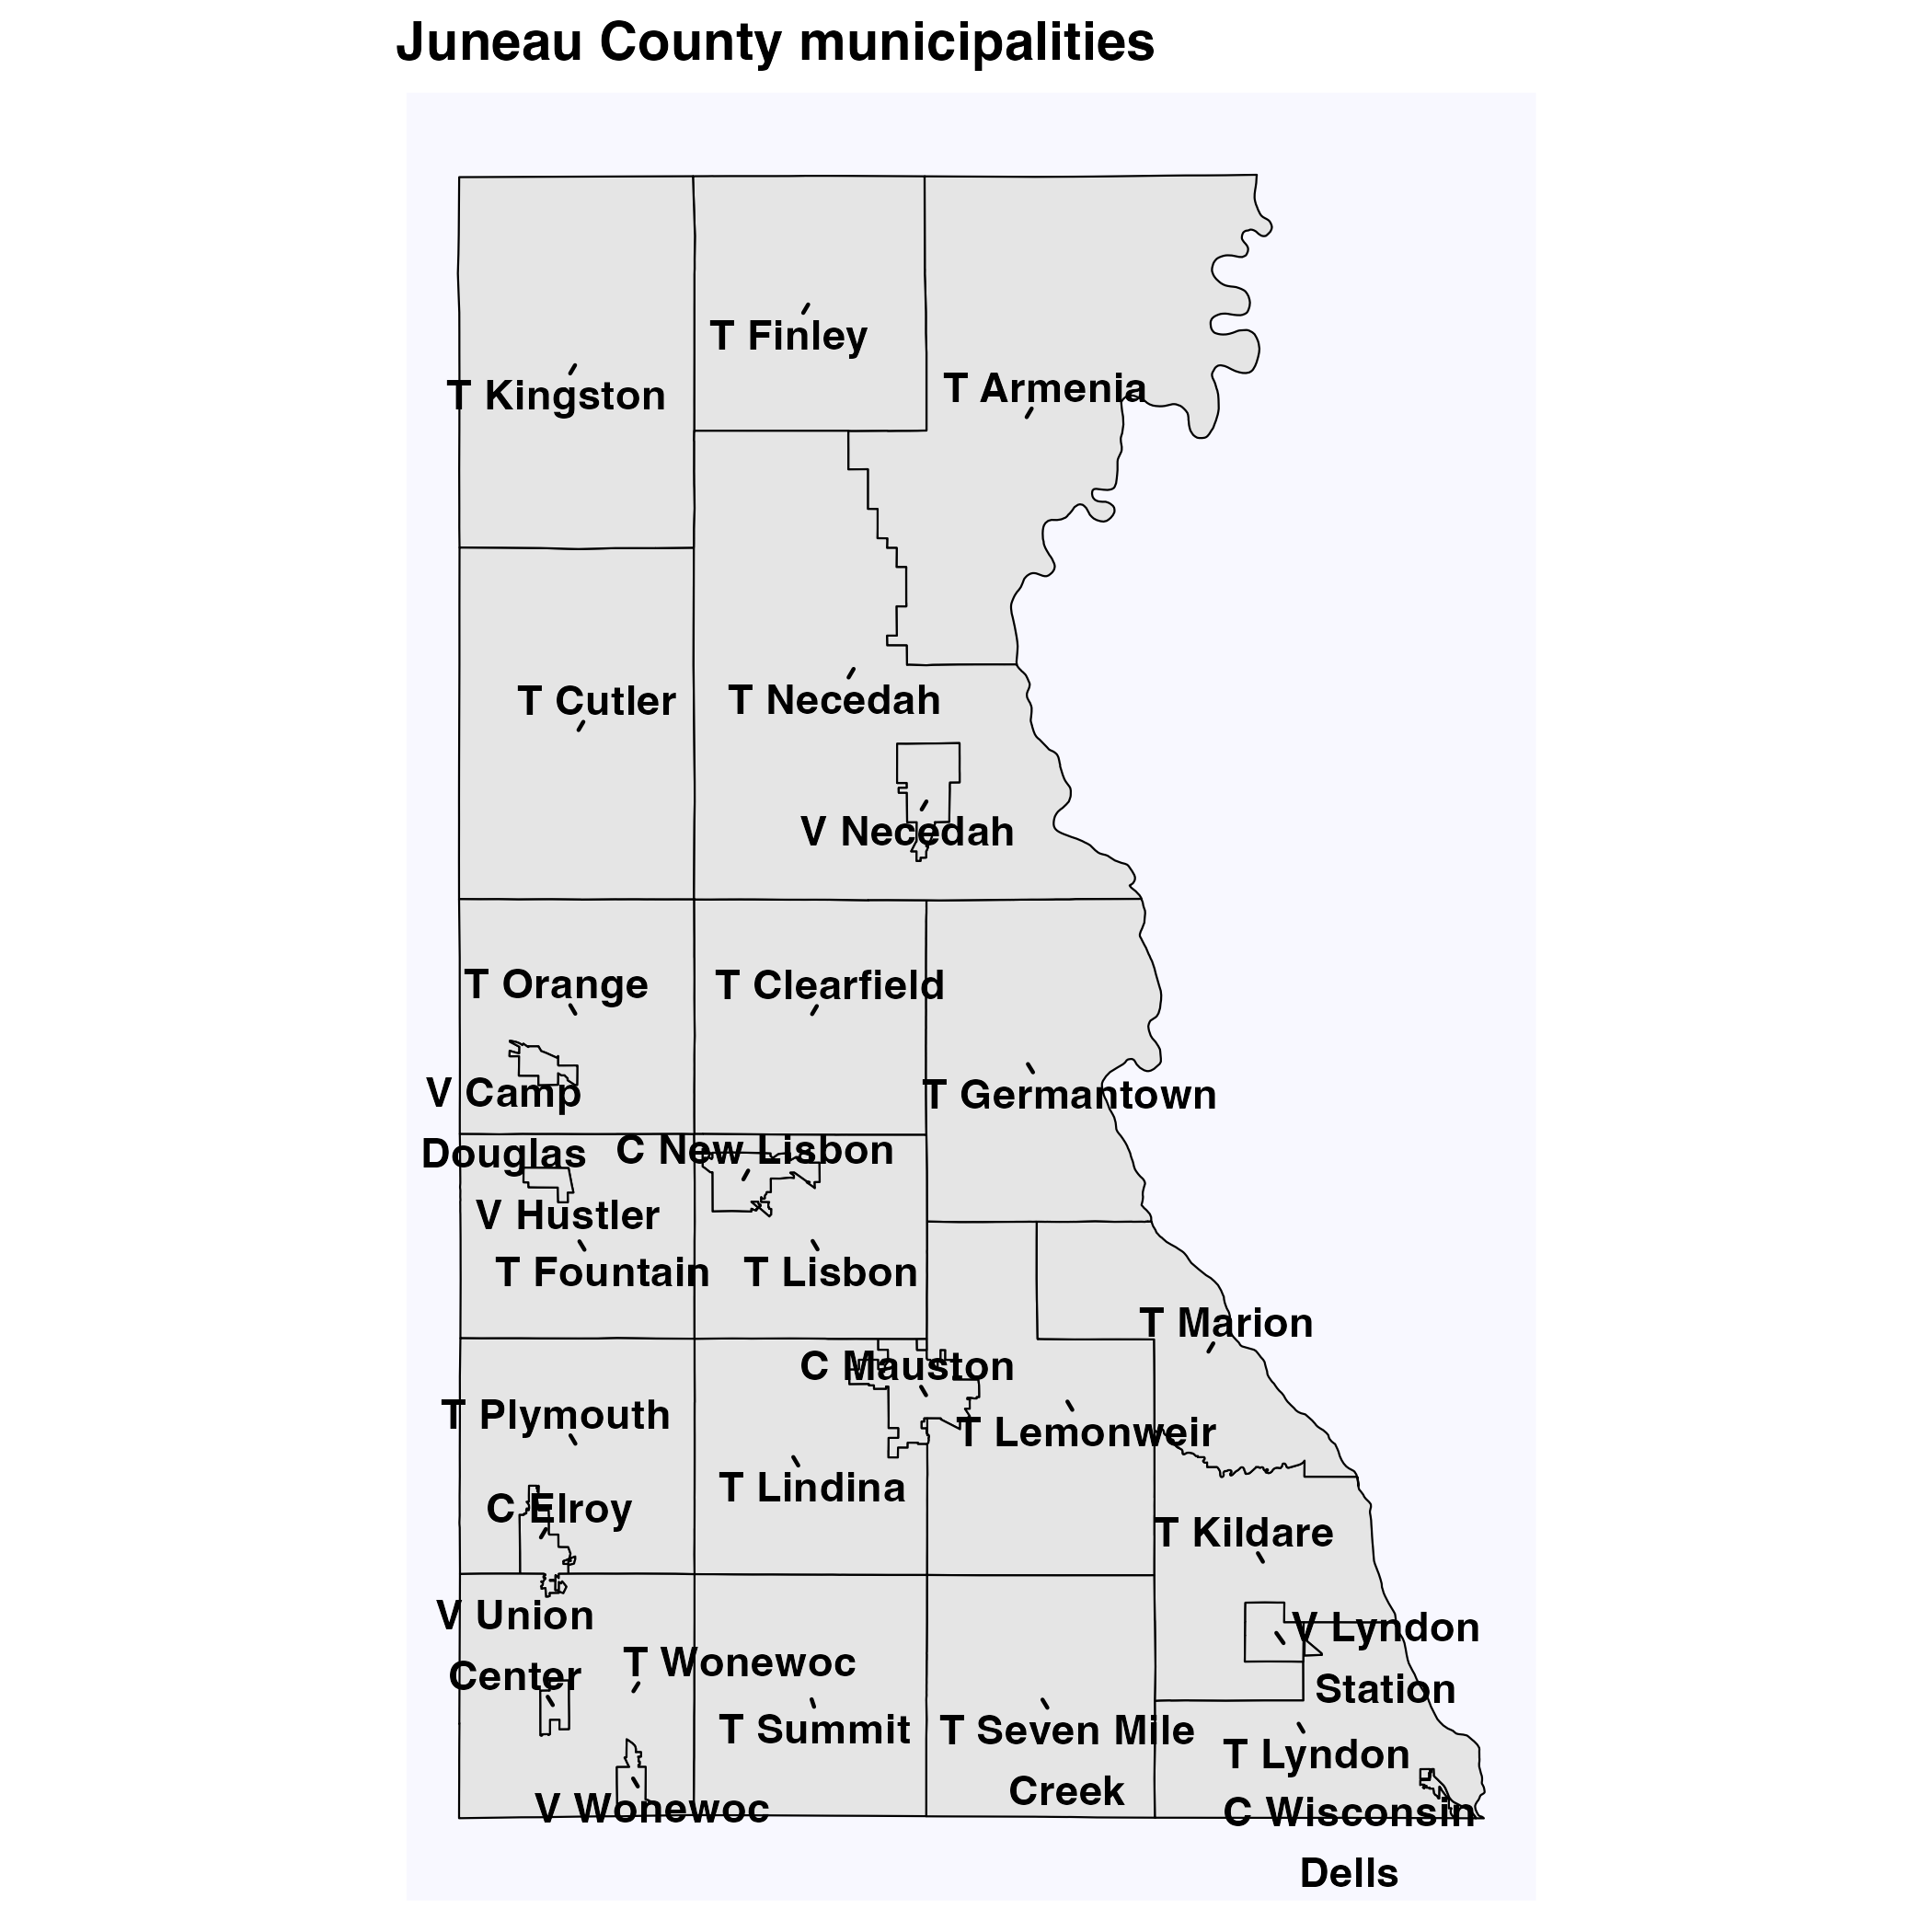 Juneau County municipalities
T Finley
T Kingston
T Armenia
T Cutler
T Necedah
V Necedah
T Orange
T Clearfield
V Camp
Douglas
T Germantown
C New Lisbon
V Hustler
T Fountain
T Lisbon
T Marion
C Mauston
T Plymouth
T Lemonweir
T Lindina
C Elroy
T Kildare
V Union
Center
V Lyndon
Station
T Wonewoc
T Summit
T Seven Mile
Creek
T Lyndon
V Wonewoc
C Wisconsin
Dells